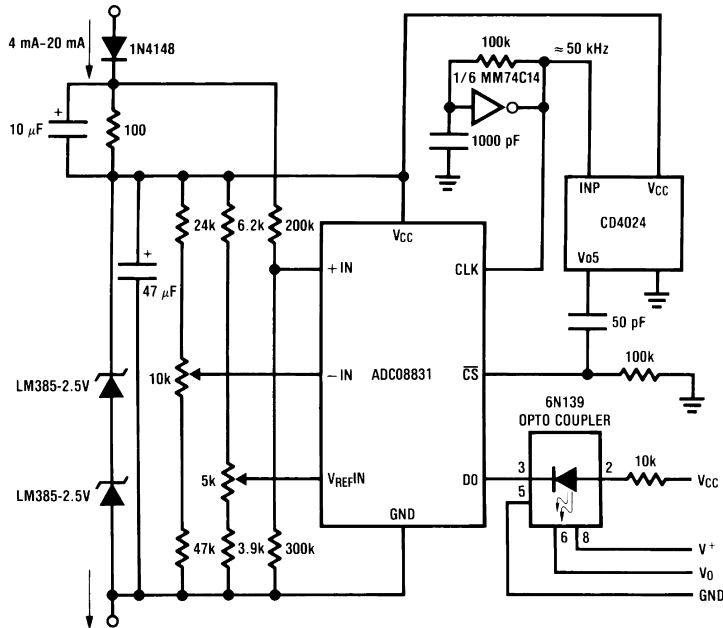 4 mA–20 mA
1N4148
100k
≈ 50 kHz
1/6 MM74C14
+
10 μF
100
1000 pF
INP
VCC
CD4024
VO5
24k
6.2k
200k
VCC
+
47 μF
+IN
CLK
50 pF
LM385-2.5V
10k
–IN
ADC08831
CS
100k
6N139
OPTO COUPLER
LM385-2.5V
5k
VREFIN
DO
3
2
10k
VCC
5
GND
47k
3.9k
300k
6
8
V+
VO
GND